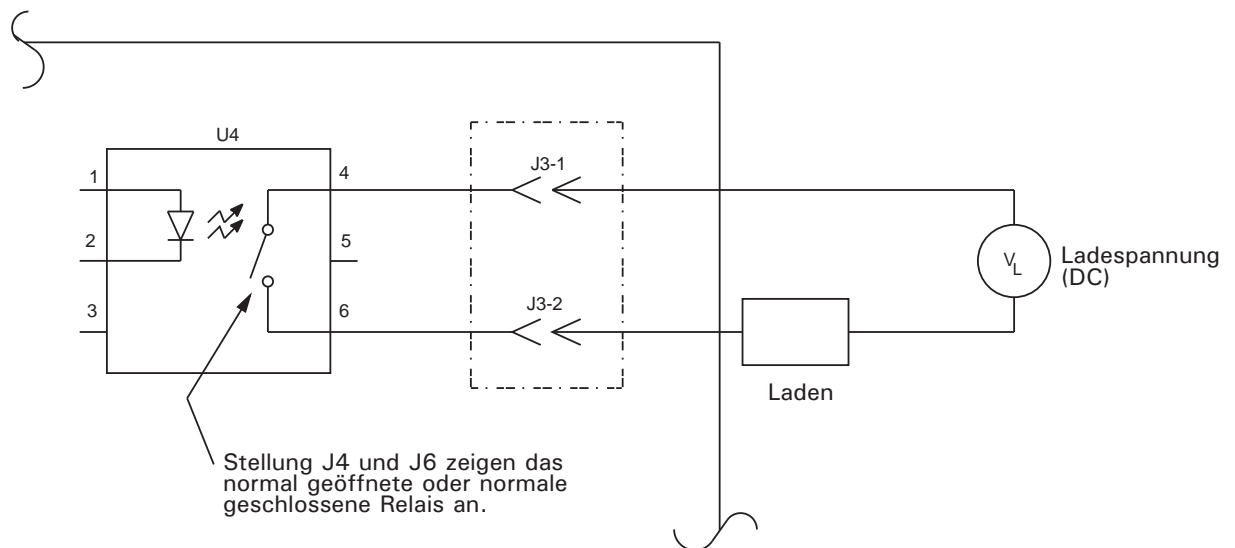 U4
1
2
3
4
5
6
J3-1
J3-2
V_L
Ladespannung
(DC)
Laden
Stellung J4 und J6 zeigen das
normal geöffnete oder normale
geschlossene Relais an.